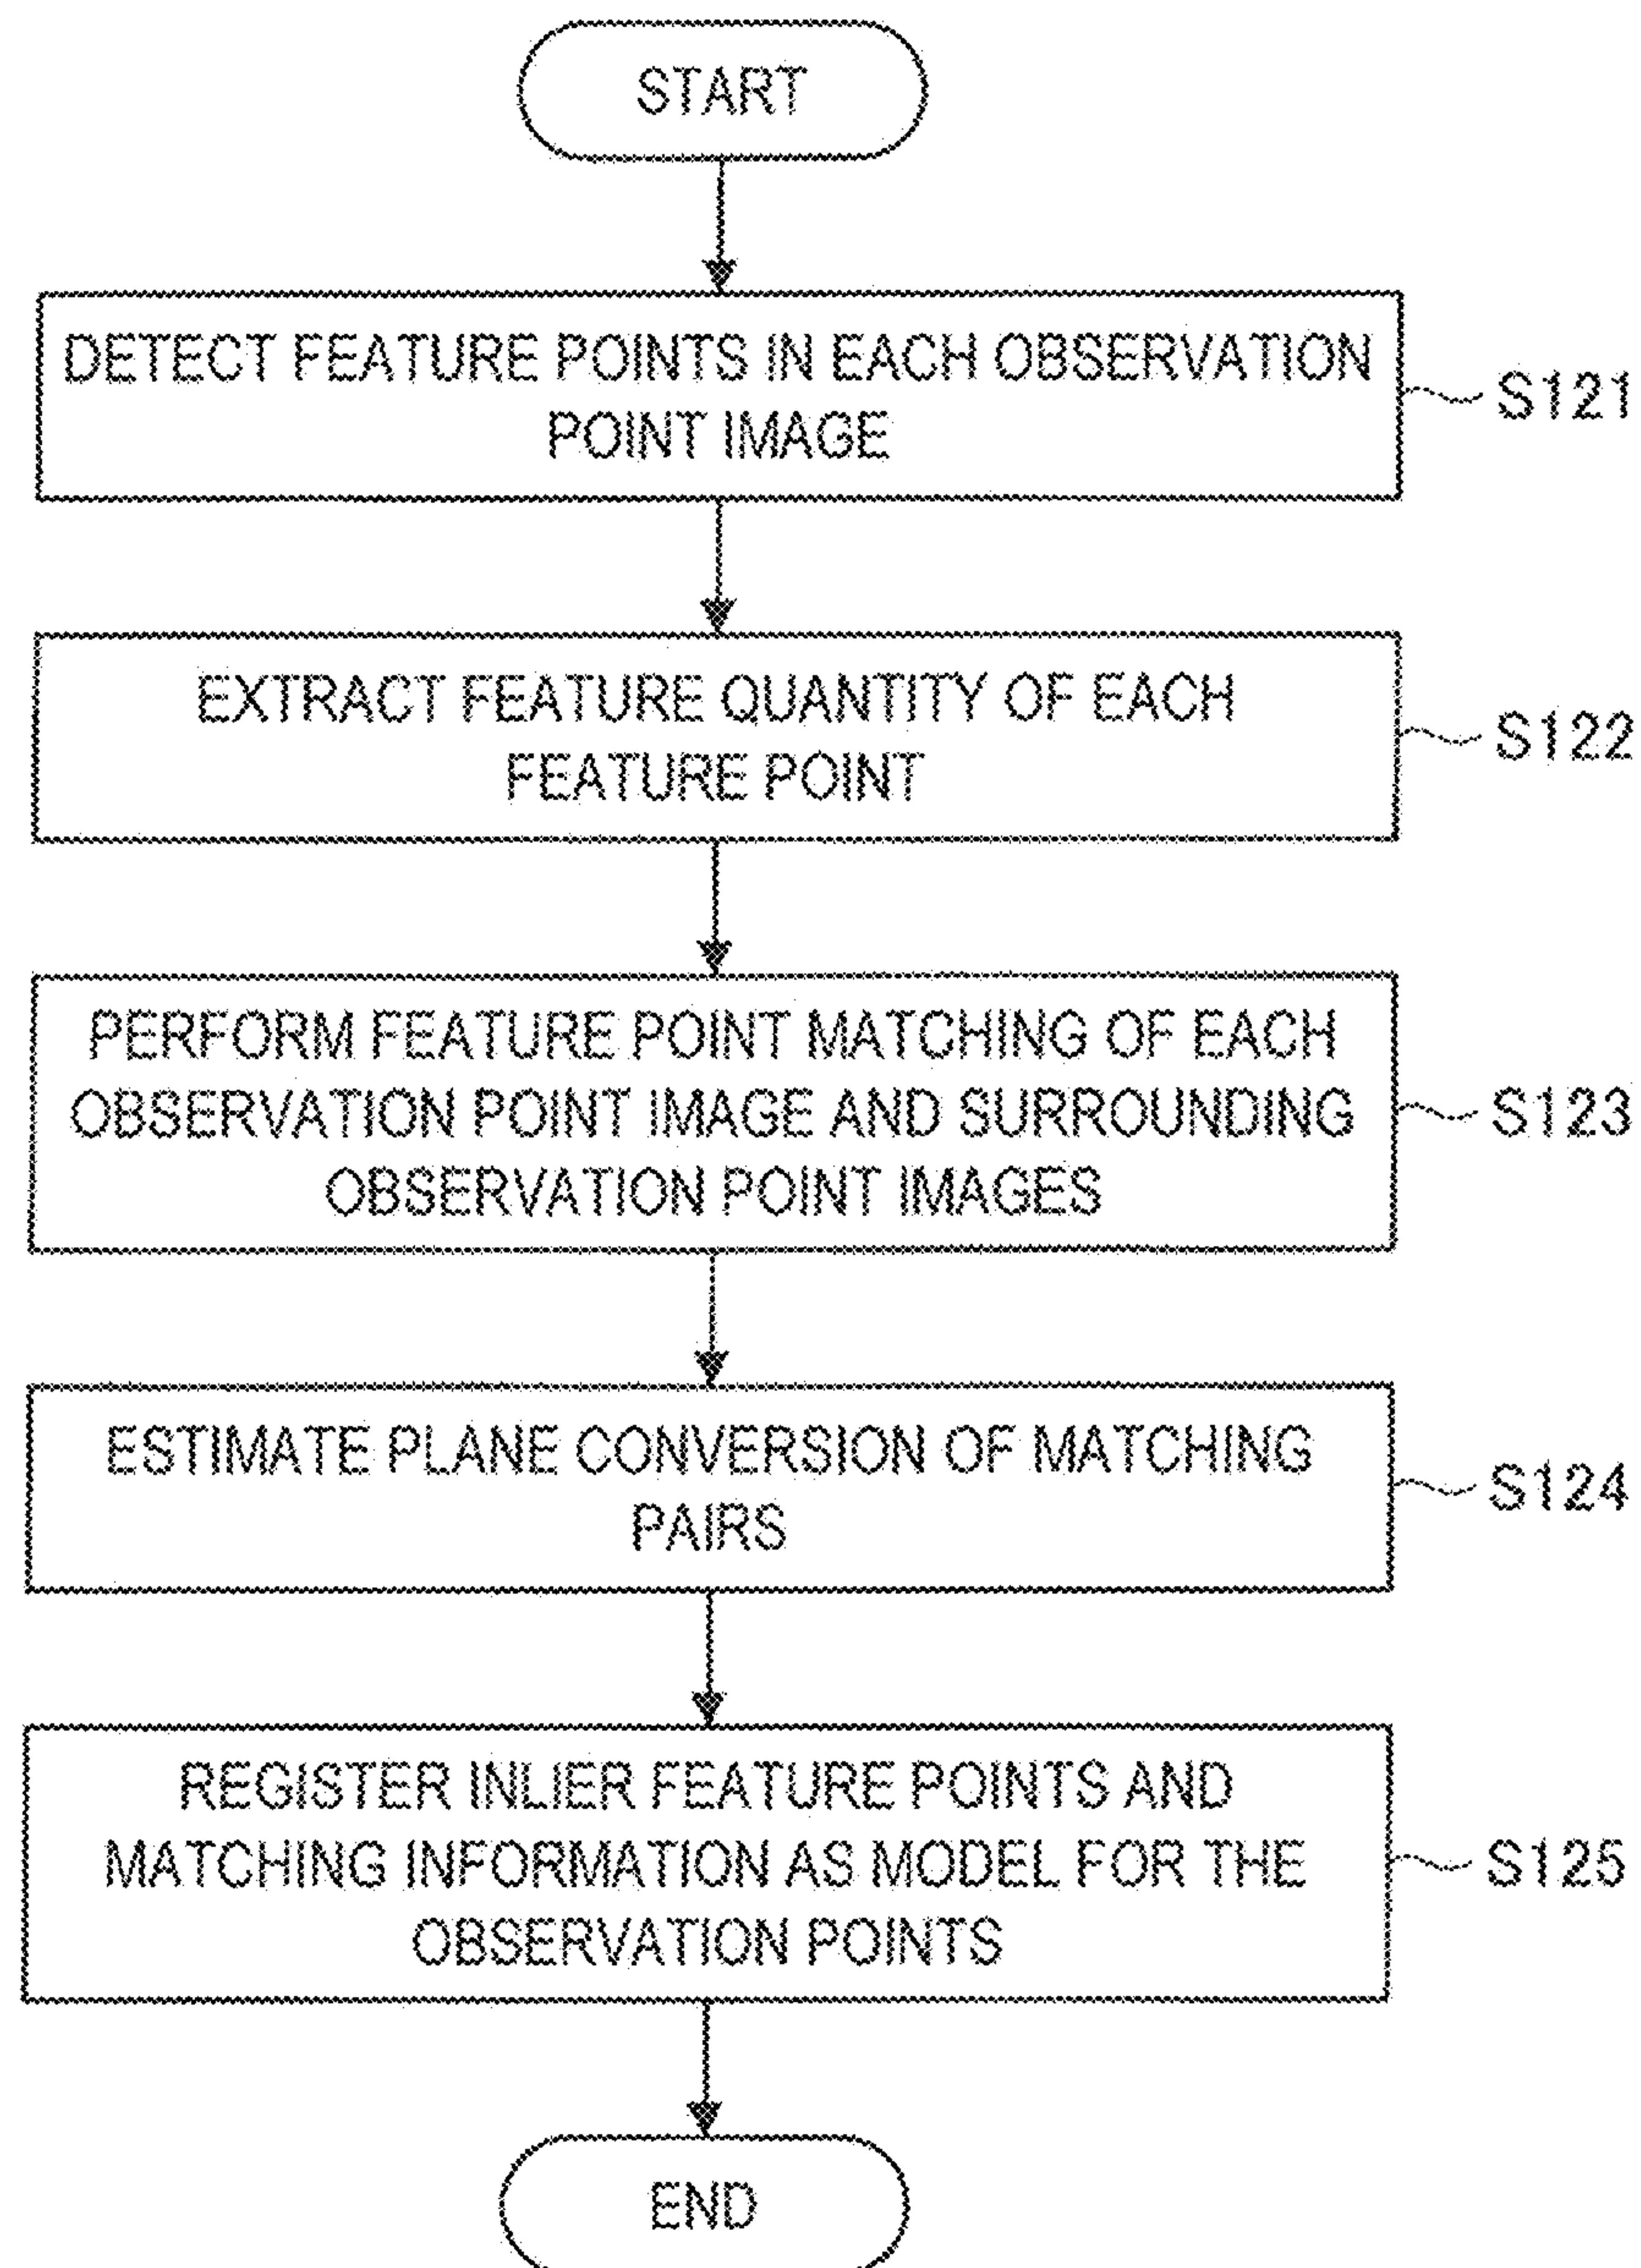 START
DETECT FEATURE POINTS IN EACH OBSERVATION
POINT IMAGE
S121
EXTRACT FEATURE QUANTITY OF EACH
FEATURE POINT
S122
PERFORM FEATURE POINT MATCHING OF EACH
OBSERVATION POINT IMAGE AND SURROUNDING
OBSERVATION POINT IMAGES
S123
ESTIMATE PLANE CONVERSION OF MATCHING
PAIRS
S124
REGISTER INLIER FEATURE POINTS AND
MATCHING INFORMATION AS MODEL FOR THE
OBSERVATION POINTS
S125
END